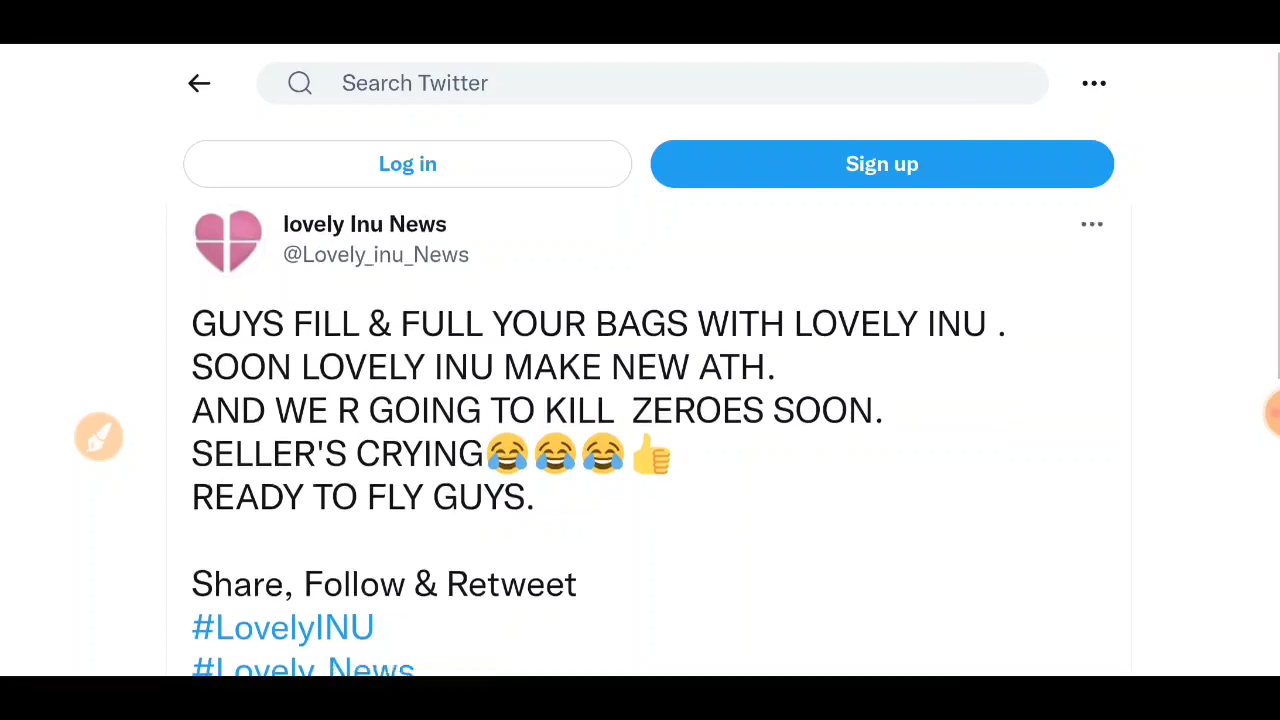 Search Twitter
Log in
Sign up
lovely Inu News
@Lovely_inu_News
GUYS FILL & FULL YOUR BAGS WITH LOVELY INU .
SOON LOVELY INU MAKE NEW ATH.
AND WE R GOING TO KILL ZEROES SOON.
SELLER'S CRYING😂😂😂👍
READY TO FLY GUYS.
Share, Follow & Retweet
#LovelyINU
#Lovely_News